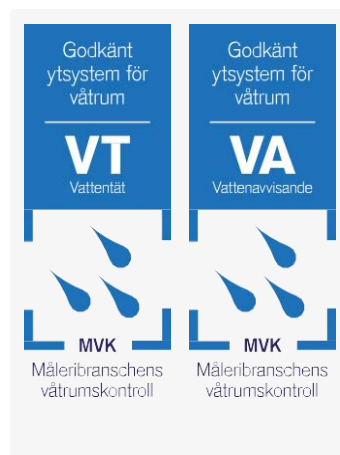 Godkänt
ytsystem för
våtrum
VT
Vattentät
MVK
Måleribranschens
våtrumskontroll
Godkänt
ytsystem för
våtrum
VA
Vattenavvisande
MVK
Måleribranschens
våtrumskontroll